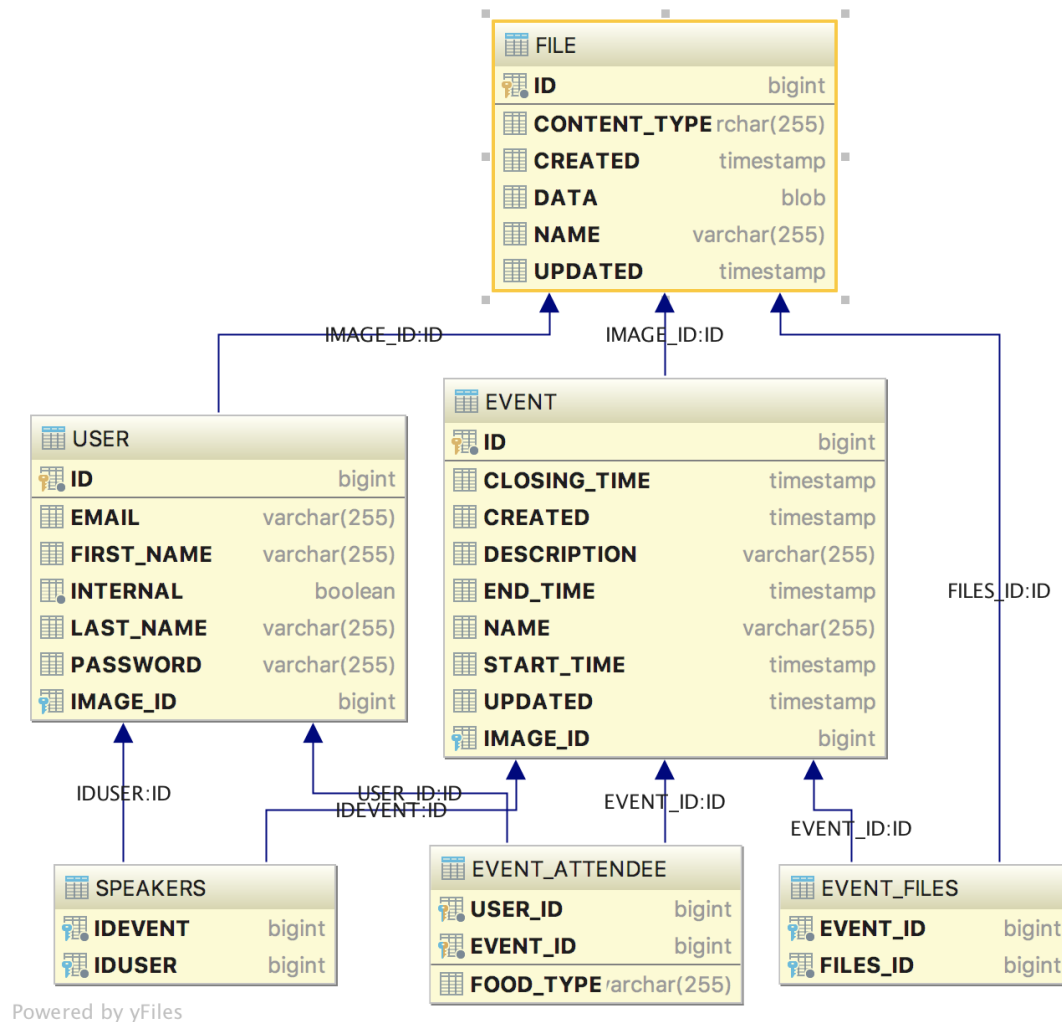 FILE
ID bigint
CONTENT_TYPE rchar(255)
CREATED timestamp
DATA blob
NAME varchar(255)
UPDATED timestamp
IMAGE_ID:ID
IMAGE_ID:ID
USER
ID bigint
EMAIL varchar(255)
FIRST_NAME varchar(255)
INTERNAL boolean
LAST_NAME varchar(255)
PASSWORD varchar(255)
IMAGE_ID bigint
EVENT
ID bigint
CLOSING_TIME timestamp
CREATED timestamp
DESCRIPTION varchar(255)
END_TIME timestamp
NAME varchar(255)
START_TIME timestamp
UPDATED timestamp
IMAGE_ID bigint
FILES_ID:ID
IDUSER:ID
USER_ID:ID
IDEVENT:ID
EVENT_ID:ID
EVENT_ID:ID
SPEAKERS
IDEVENT bigint
IDUSER bigint
EVENT_ATTENDEE
USER_ID bigint
EVENT_ID bigint
FOOD_TYPE varchar(255)
EVENT_FILES
EVENT_ID bigint
FILES_ID bigint
Powered by yFiles